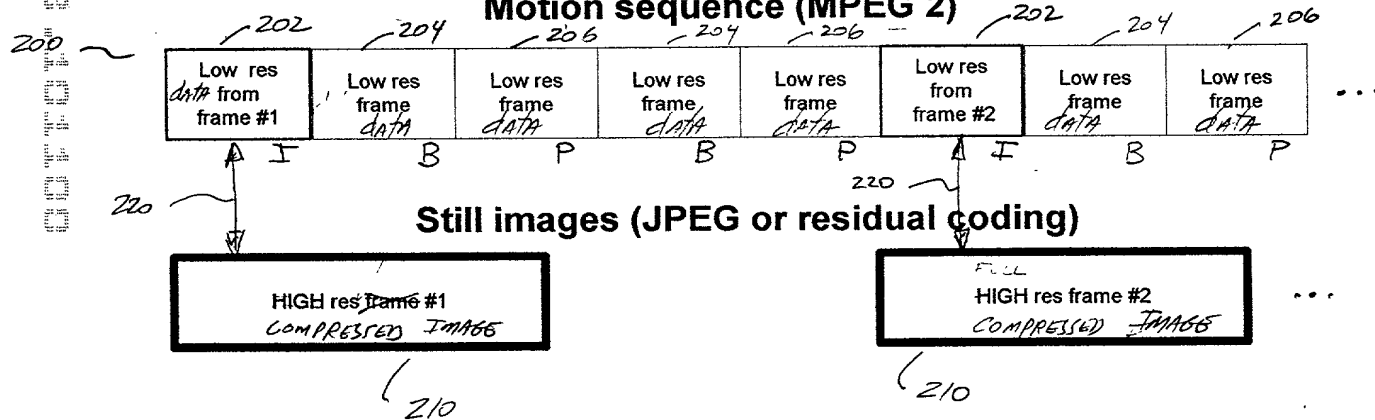 Motion sequence (MPEG 2)
200 202 204 206 204 206 202 204 206
Low res data from frame #1
Low res frame data
Low res frame data
Low res frame data
Low res frame data
Low res from frame #2
Low res frame data
Low res frame data
...
I B P B P I B P
220 220
Still images (JPEG or residual coding)
HIGH res frame #1
COMPRESSED IMAGE
FULL
HIGH res frame #2
COMPRESSED IMAGE
...
210 210